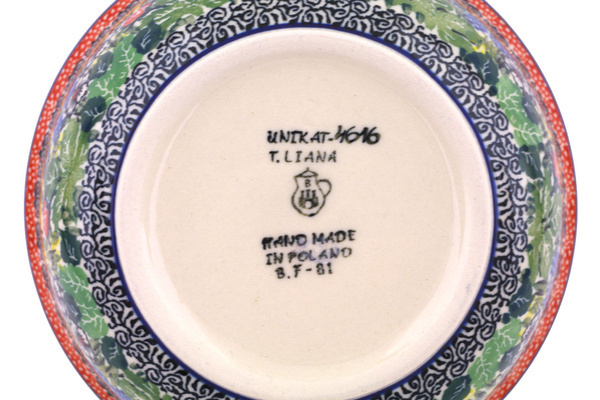 UNIKAT-4616
T.LIANA
B
HAND MADE
IN POLAND
B.F-81